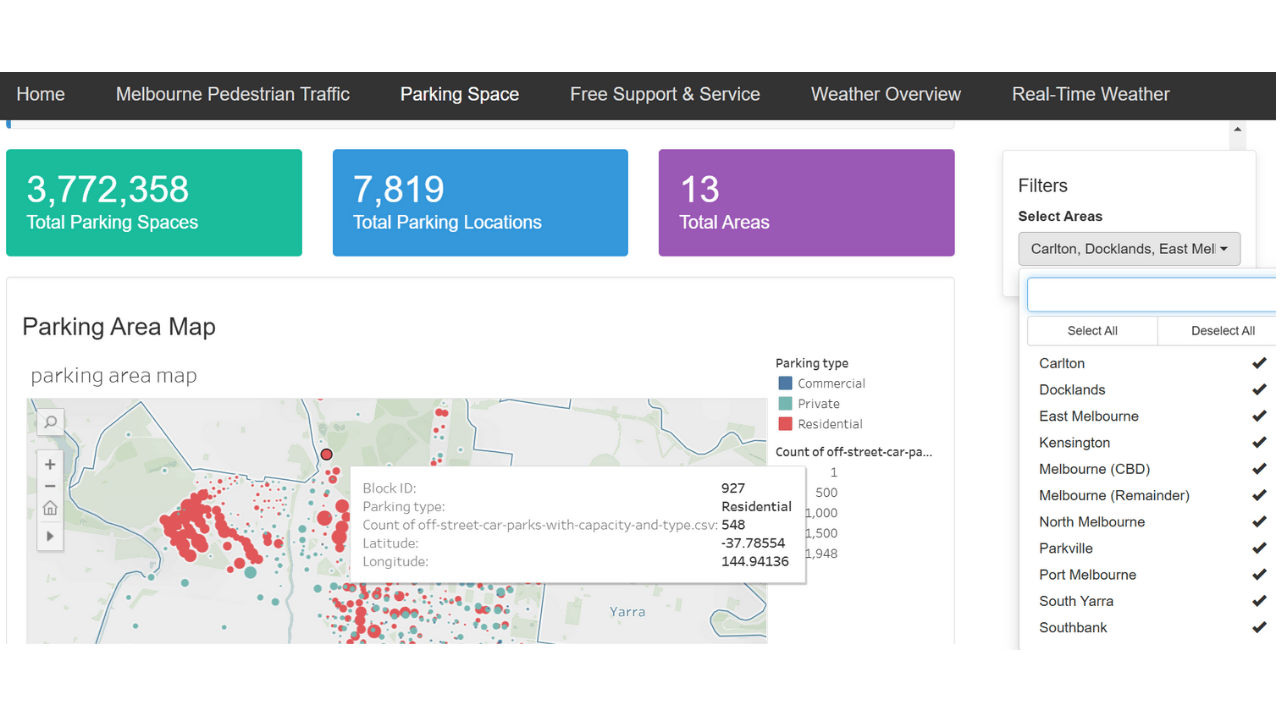 Home Melbourne Pedestrian Traffic Parking Space Free Support & Service Weather Overview Real-Time Weather
3,772,358
Total Parking Spaces
7,819
Total Parking Locations
13
Total Areas
Parking Area Map
parking area map
Parking type
Commercial
Private
Residential
Count of off-street-car-pa...
1
500
1,000
1,500
1,948
Block ID: 927
Parking type: Residential
Count of off-street-car-parks-with-capacity-and-type.csv: 548
Latitude: -37.78554
Longitude: 144.94136
Yarra
Filters
Select Areas
Carlton, Docklands, East Mel
Select All Deselect All
Carlton
Docklands
East Melbourne
Kensington
Melbourne (CBD)
Melbourne (Remainder)
North Melbourne
Parkville
Port Melbourne
South Yarra
Southbank